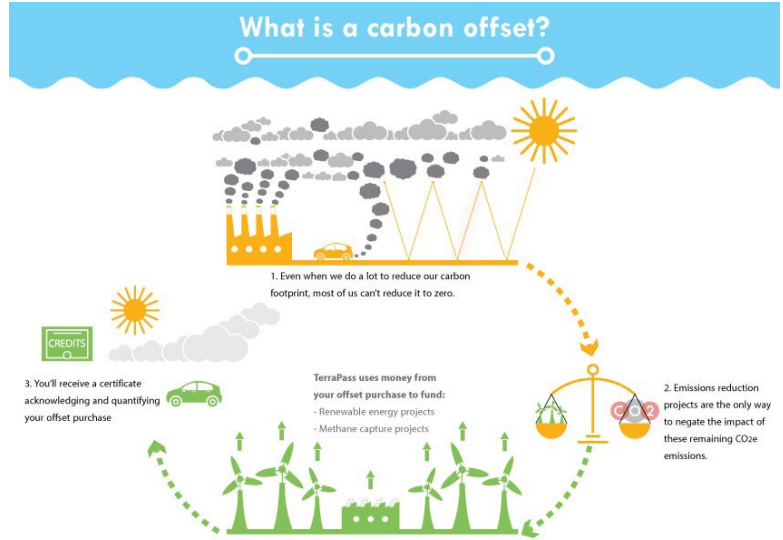 What is a carbon offset?
1. Even when we do a lot to reduce our carbon
footprint, most of us can't reduce it to zero.
CREDITS
3. You'll receive a certificate
acknowledging and quantifying
your offset purchase
TerraPass uses money from
your offset purchase to fund:
- Renewable energy projects
- Methane capture projects
CO2
2. Emissions reduction
projects are the only way
to negate the impact of
these remaining CO2e
emissions.